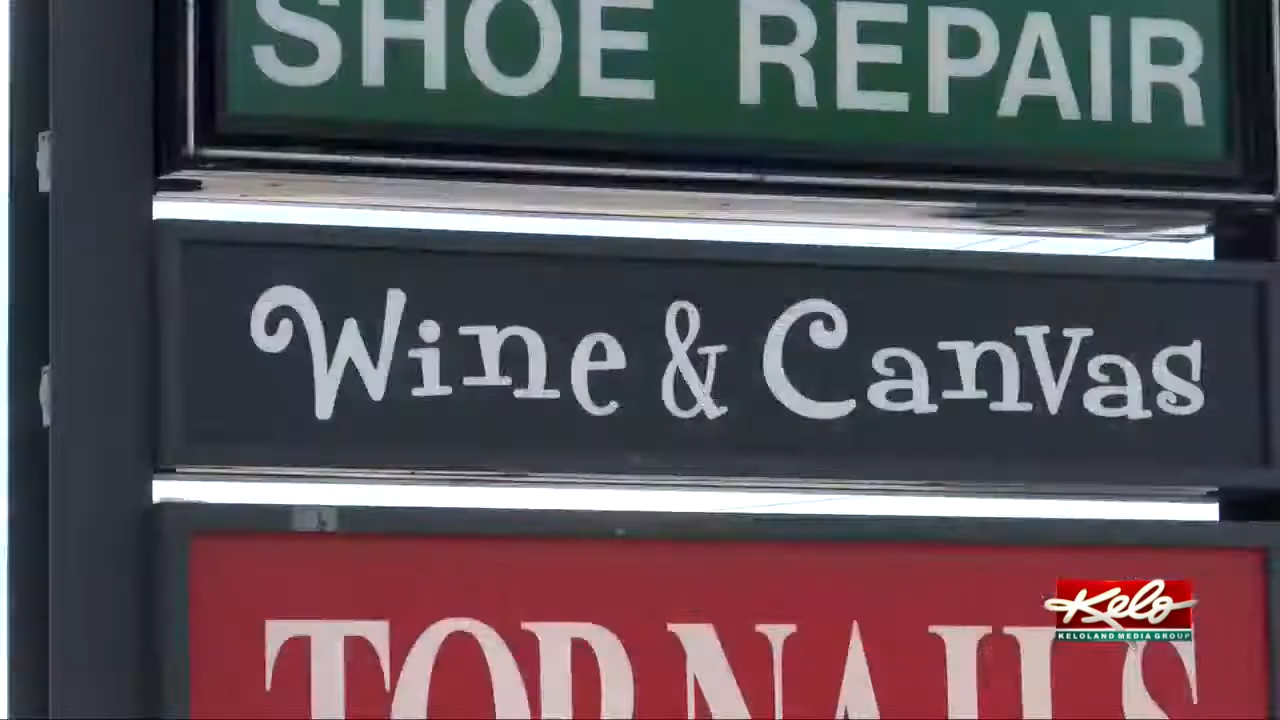 SHOE REPAIR
Wine & Canvas
TOP NAILS
Kelo
KELOLAND MEDIA GROUP